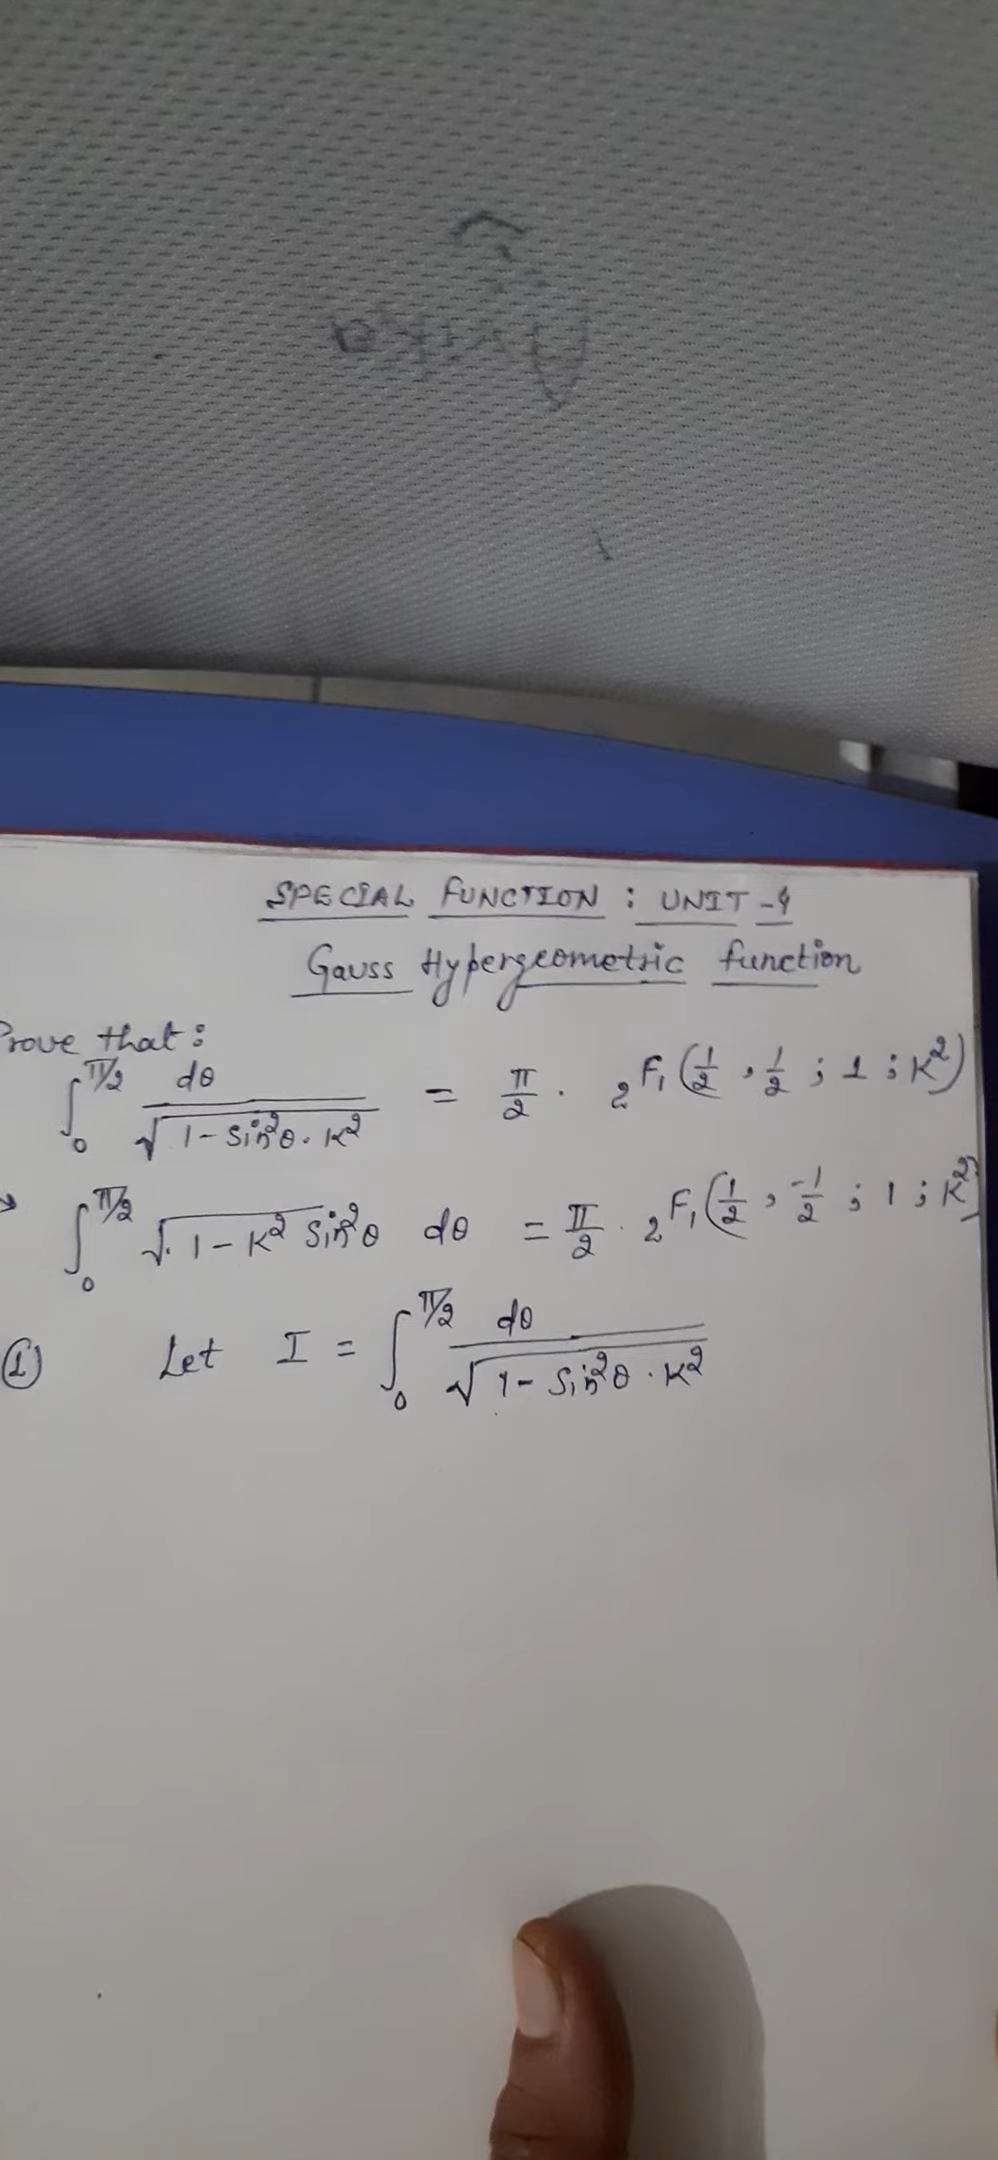 SPECIAL FUNCTION : UNIT-4
Gauss Hypergeometric function
Prove that :
∫₀^{π/2} dθ / √(1 - sin²θ · K²) = π/2 · ₂F₁(1/2 , 1/2 ; 1 ; K²)
∫₀^{π/2} √(1 - K² sin²θ) dθ = π/2 · ₂F₁(1/2 , -1/2 ; 1 ; K²)
① Let I = ∫₀^{π/2} dθ / √(1 - sin²θ · K²)